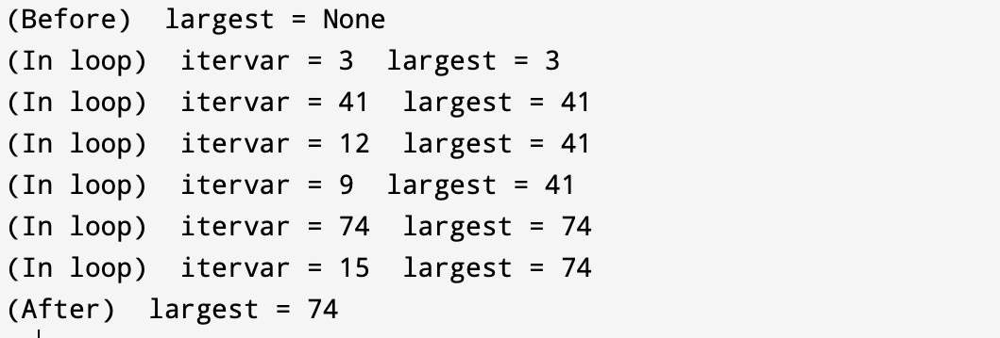 (Before)  largest = None
(In loop)  itervar = 3  largest = 3
(In loop)  itervar = 41  largest = 41
(In loop)  itervar = 12  largest = 41
(In loop)  itervar = 9  largest = 41
(In loop)  itervar = 74  largest = 74
(In loop)  itervar = 15  largest = 74
(After)  largest = 74